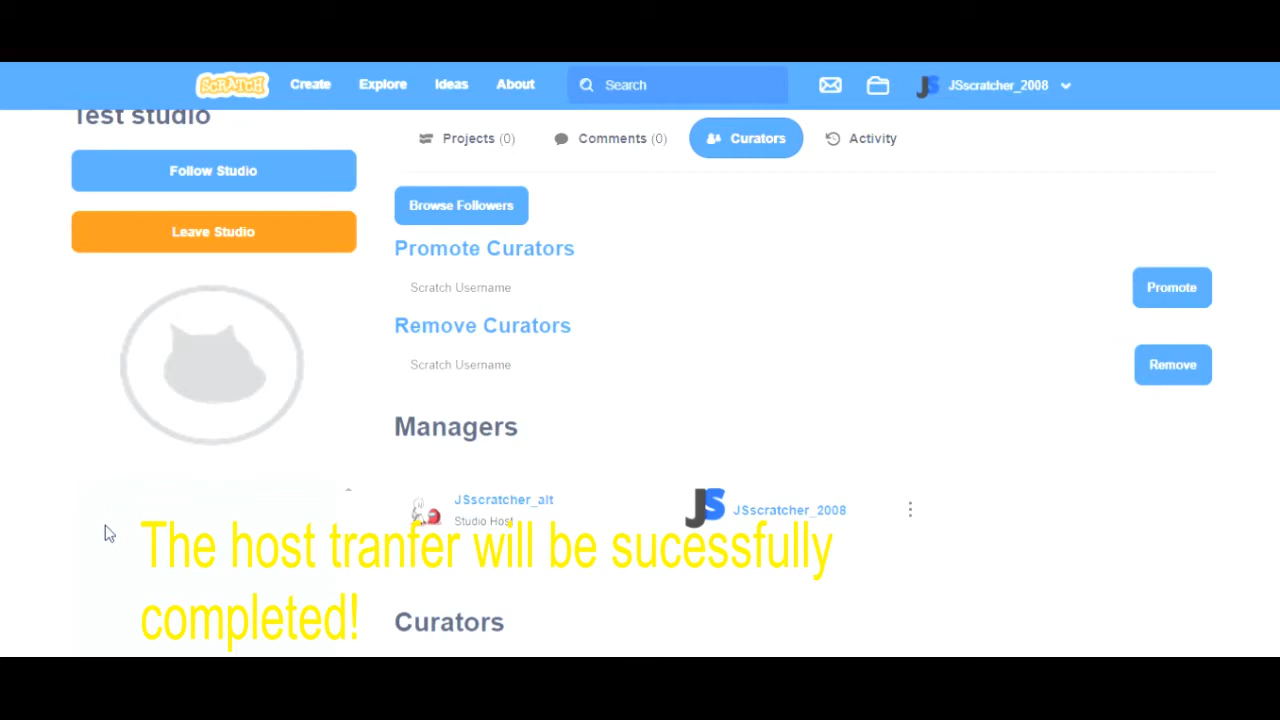 SCRATCH Create Explore Ideas About Search JSscratcher_2008
Test studio
Projects (0) Comments (0) Curators Activity
Follow Studio
Browse Followers
Leave Studio
Promote Curators
Scratch Username Promote
Remove Curators
Scratch Username Remove
Managers
JSscratcher_alt
Studio Host
JS JSscratcher_2008
The host tranfer will be sucessfully
completed!
Curators